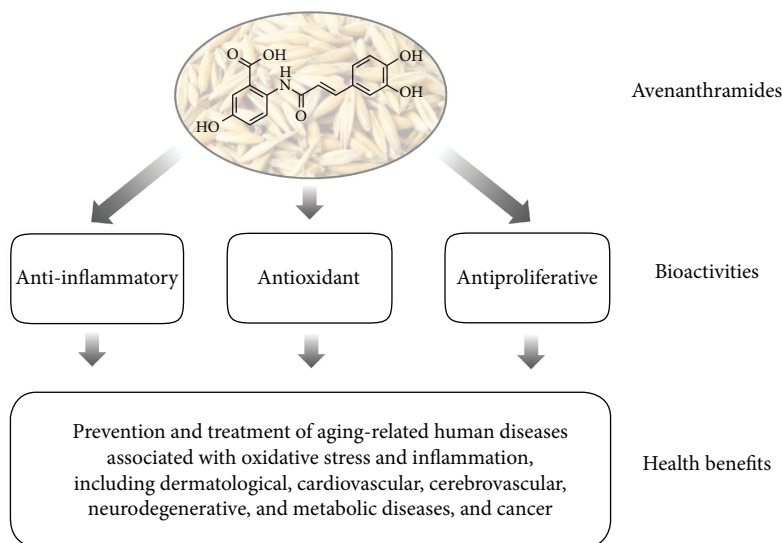 O
OH
H
N
OH
OH
O
HO
Avenanthramides
Anti-inflammatory
Antioxidant
Antiproliferative
Bioactivities
Prevention and treatment of aging-related human diseases
associated with oxidative stress and inflammation,
including dermatological, cardiovascular, cerebrovascular,
neurodegenerative, and metabolic diseases, and cancer
Health benefits